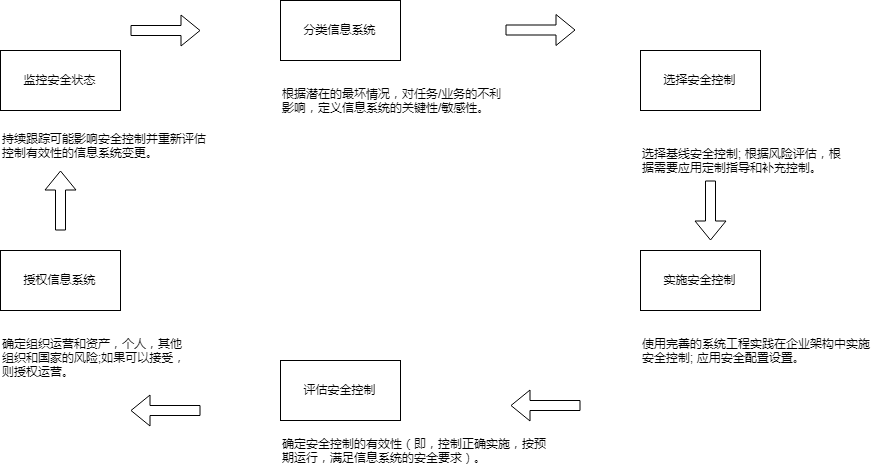 分类信息系统
根据潜在的最坏情况，对任务/业务的不利
影响，定义信息系统的关键性/敏感性。
选择安全控制
选择基线安全控制; 根据风险评估，根
据需要应用定制指导和补充控制。
实施安全控制
使用完善的系统工程实践在企业架构中实施
安全控制; 应用安全配置设置。
评估安全控制
确定安全控制的有效性（即，控制正确实施，按预
期运行，满足信息系统的安全要求）。
授权信息系统
确定组织运营和资产，个人，其他
组织和国家的风险;如果可以接受，
则授权运营。
监控安全状态
持续跟踪可能影响安全控制并重新评估
控制有效性的信息系统变更。